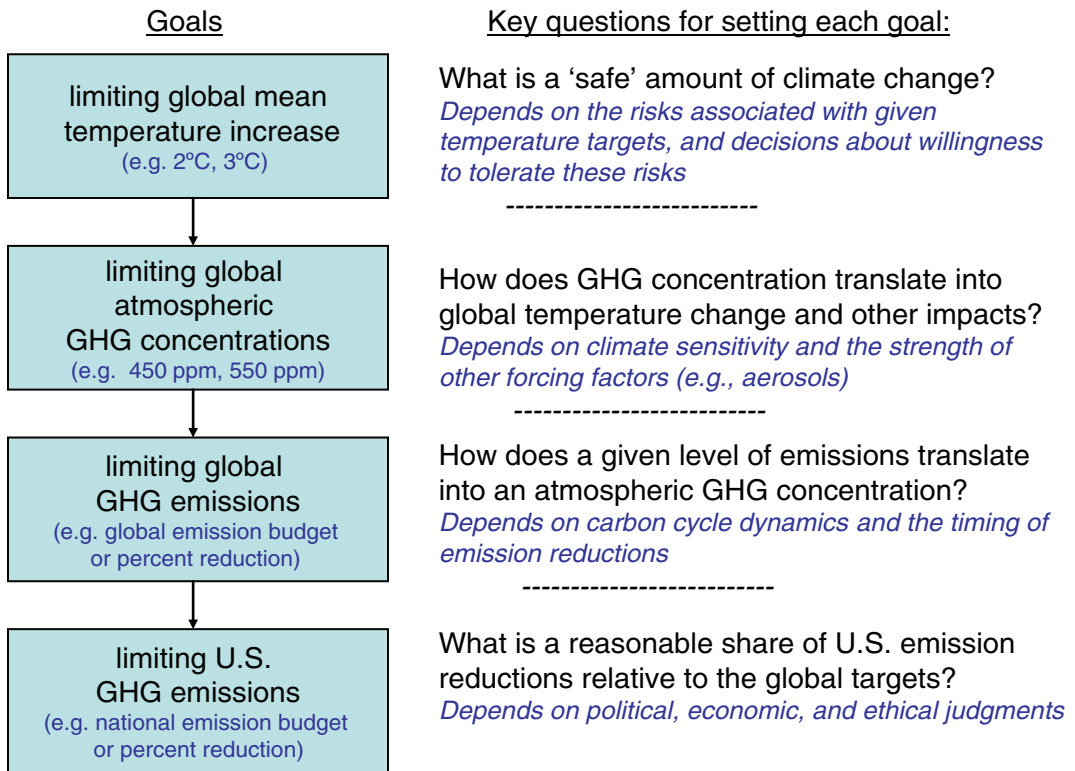 Goals
Key questions for setting each goal:
limiting global mean
temperature increase
(e.g. 2ºC, 3ºC)
What is a ‘safe’ amount of climate change?
Depends on the risks associated with given
temperature targets, and decisions about willingness
to tolerate these risks
--------------------------
limiting global
atmospheric
GHG concentrations
(e.g.  450 ppm, 550 ppm)
How does GHG concentration translate into
global temperature change and other impacts?
Depends on climate sensitivity and the strength of
other forcing factors (e.g., aerosols)
--------------------------
limiting global
GHG emissions
(e.g. global emission budget
or percent reduction)
How does a given level of emissions translate
into an atmospheric GHG concentration?
Depends on carbon cycle dynamics and the timing of
emission reductions
--------------------------
limiting U.S.
GHG emissions
(e.g. national emission budget
or percent reduction)
What is a reasonable share of U.S. emission
reductions relative to the global targets?
Depends on political, economic, and ethical judgments